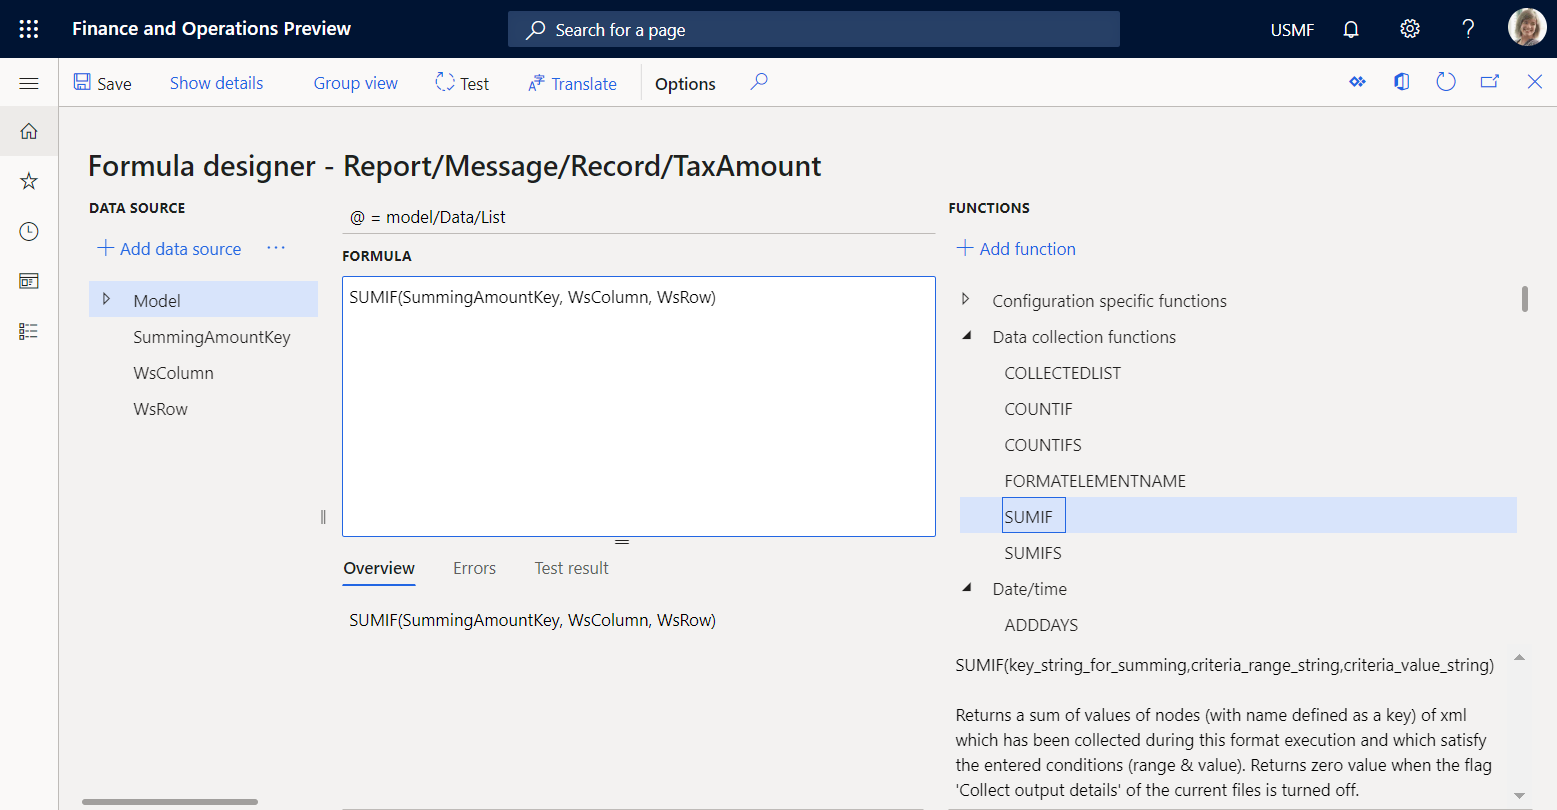 Finance and Operations Preview
Search for a page
USMF
?
Save
Show details
Group view
Test
Translate
Options
Formula designer - Report/Message/Record/TaxAmount
DATA SOURCE
+ Add data source ...
Model
SummingAmountKey
WsColumn
WsRow
@ = model/Data/List
FORMULA
SUMIF(SummingAmountKey, WsColumn, WsRow)
Overview
Errors
Test result
SUMIF(SummingAmountKey, WsColumn, WsRow)
FUNCTIONS
+ Add function
Configuration specific functions
Data collection functions
COLLECTEDLIST
COUNTIF
COUNTIFS
FORMATELEMENTNAME
SUMIF
SUMIFS
Date/time
ADDDAYS
SUMIF(key_string_for_summing,criteria_range_string,criteria_value_string)
Returns a sum of values of nodes (with name defined as a key) of xml
which has been collected during this format execution and which satisfy
the entered conditions (range & value). Returns zero value when the flag
'Collect output details' of the current files is turned off.